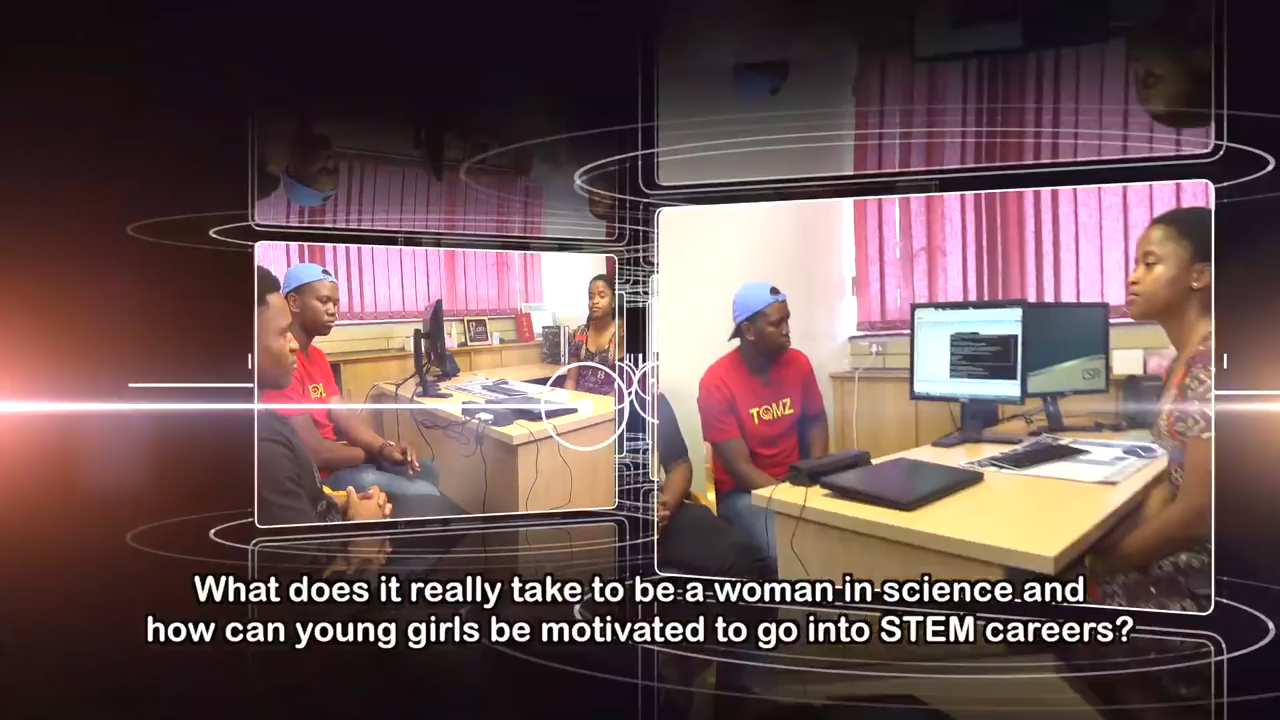 TOMZ
CSIR
What does it really take to be a woman in science and
how can young girls be motivated to go into STEM careers?